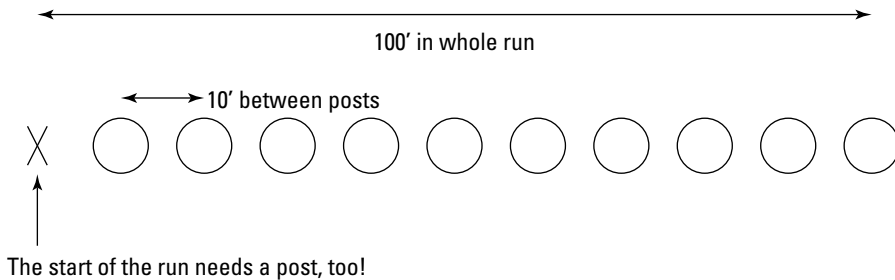 100′ in whole run
10′ between posts
The start of the run needs a post, too!